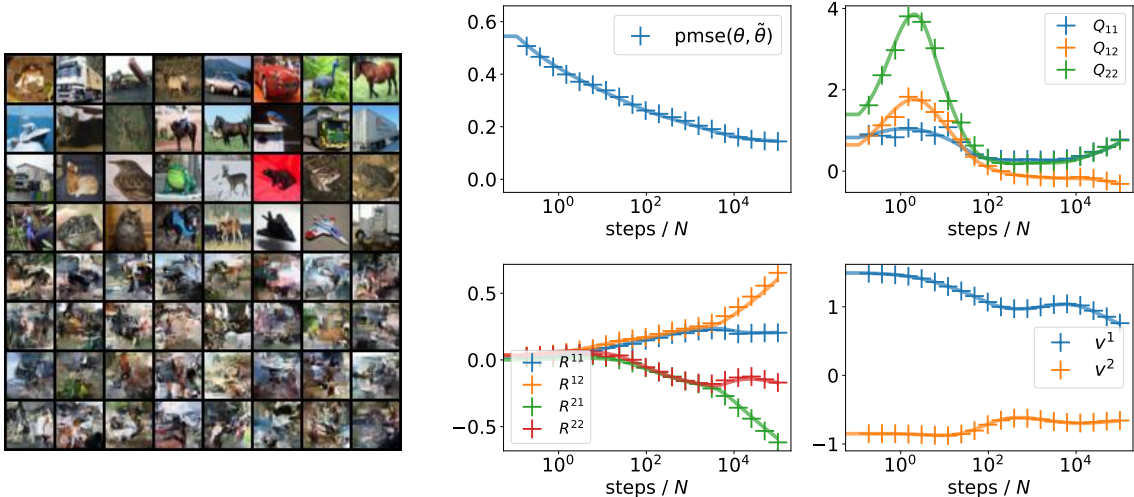 0.6
0.4
0.2
0.0
pmse(θ, θ̃)
10⁰
10²
10⁴
steps / N
4
2
0
Q₁₁
Q₁₂
Q₂₂
10⁰
10²
10⁴
steps / N
0.5
0.0
−0.5
R¹¹
R¹²
R²¹
R²²
10⁰
10²
10⁴
steps / N
1
0
−1
v¹
v²
10⁰
10²
10⁴
steps / N